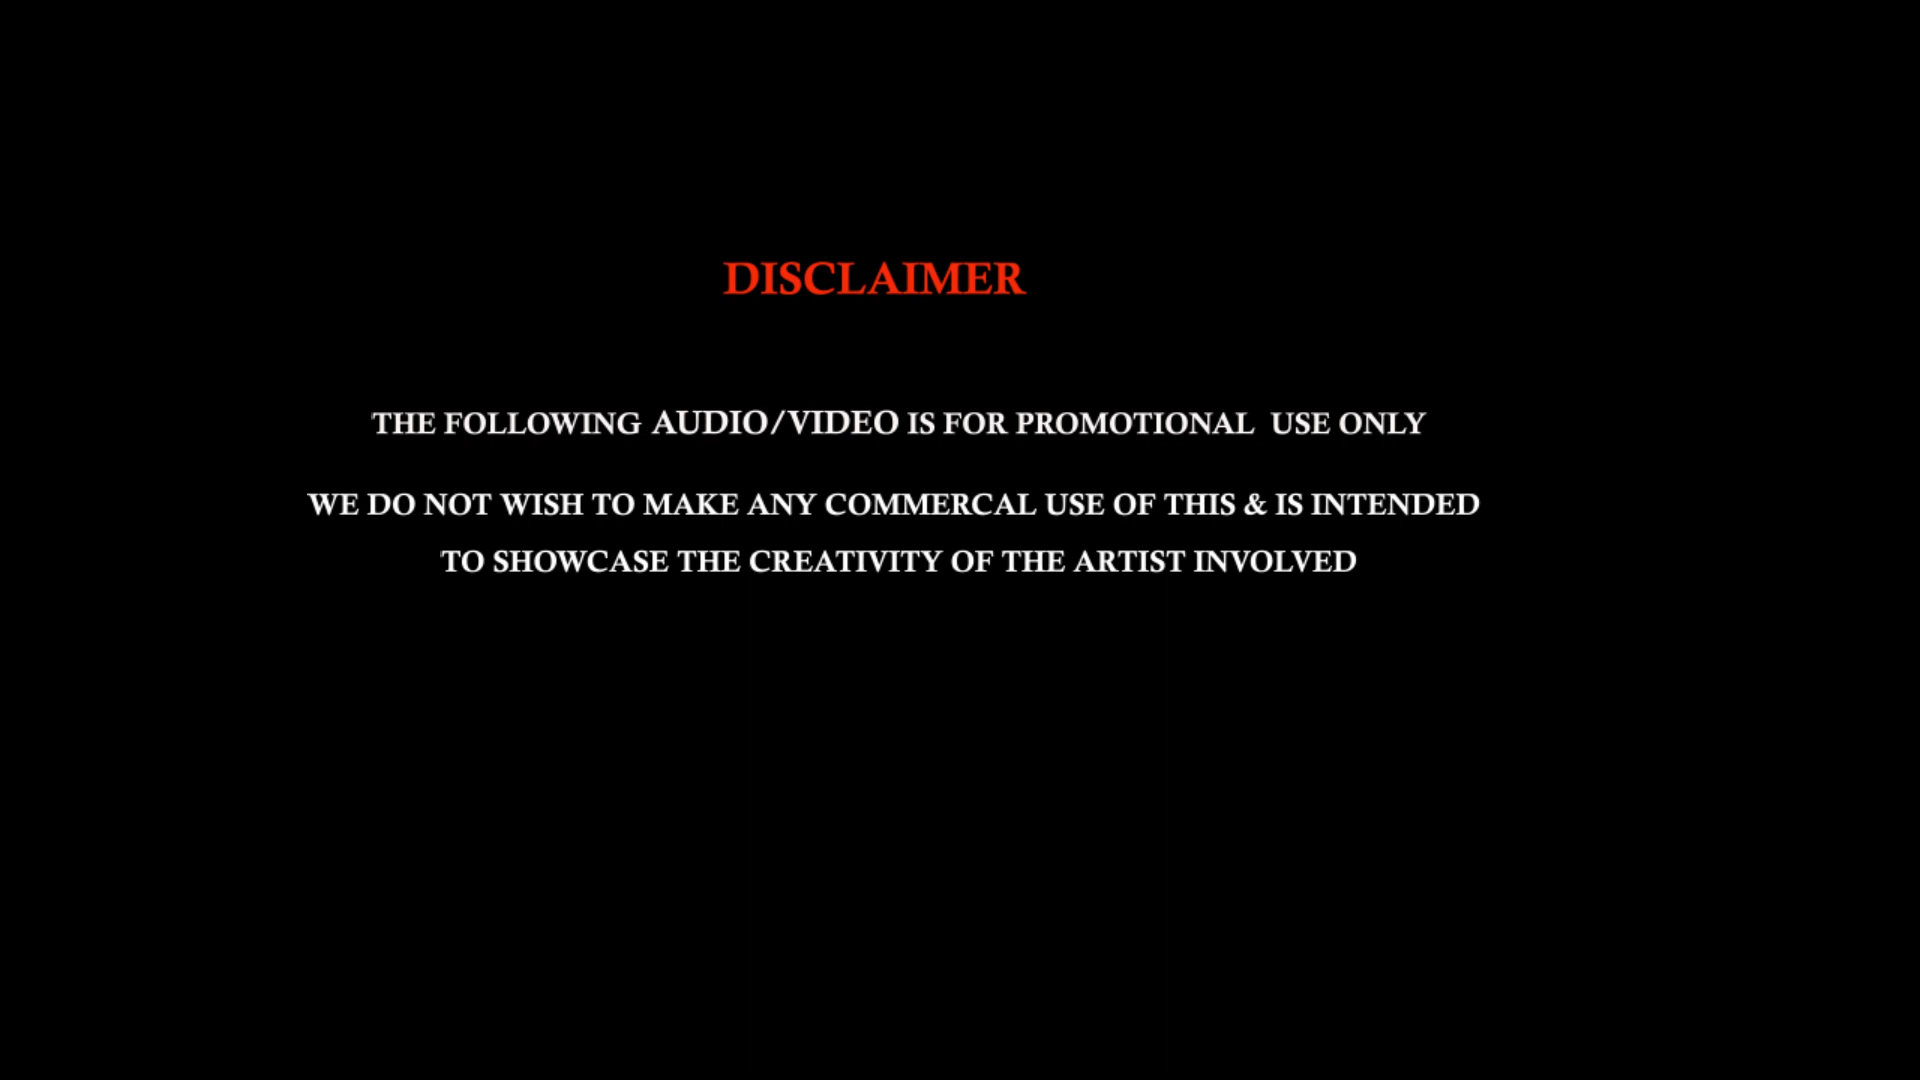 DISCLAIMER
THE FOLLOWING AUDIO/VIDEO IS FOR PROMOTIONAL  USE ONLY
WE DO NOT WISH TO MAKE ANY COMMERCAL USE OF THIS & IS INTENDED
TO SHOWCASE THE CREATIVITY OF THE ARTIST INVOLVED